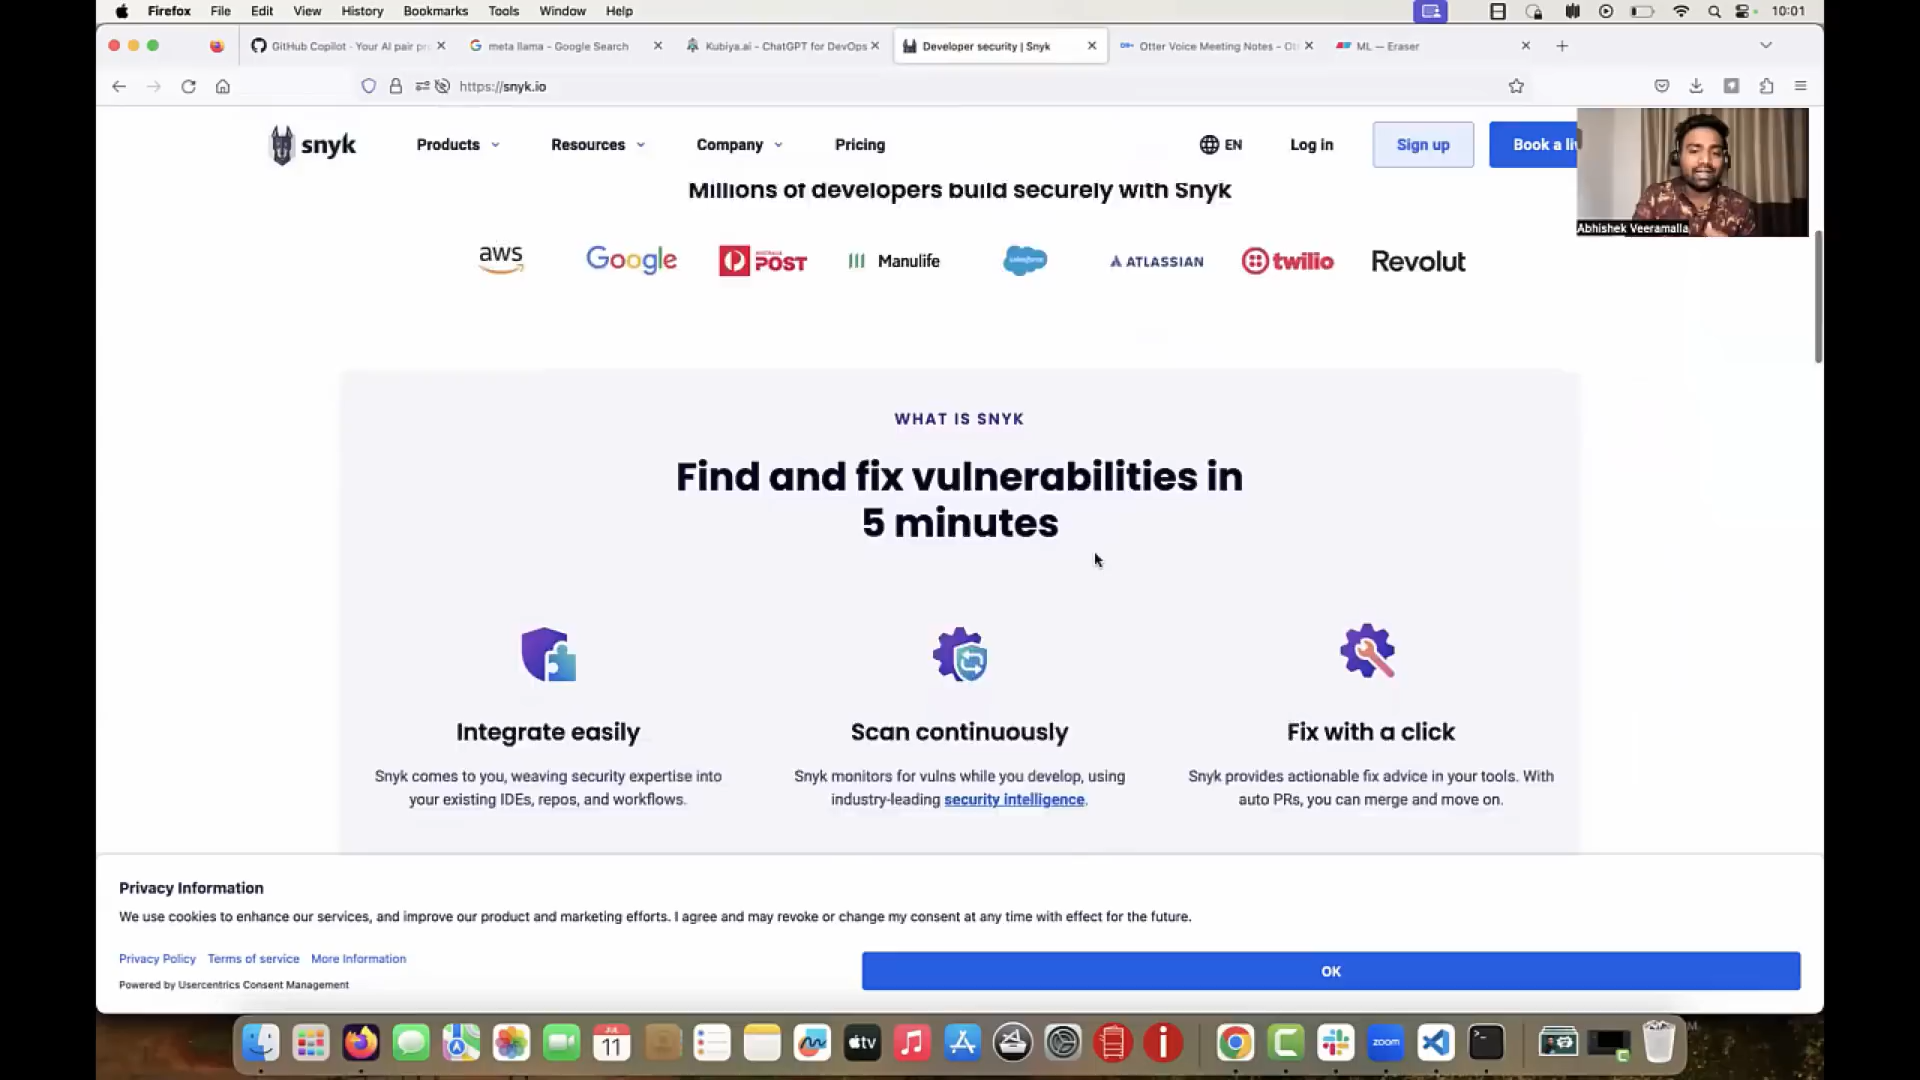 Firefox File Edit View History Bookmarks Tools Window Help 10:01
GitHub Copilot - Your AI pair pr meta llama - Google Search Kubiya.ai - ChatGPT for DevOps Developer security | Snyk Otter Voice Meeting Notes - Ot ML — Eraser
https://snyk.io
snyk Products Resources Company Pricing EN Log in Sign up Book a li
Millions of developers build securely with Snyk
Abhishek Veeramalla
aws Google POST Manulife salesforce ATLASSIAN twilio Revolut
WHAT IS SNYK
Find and fix vulnerabilities in
5 minutes
Integrate easily
Snyk comes to you, weaving security expertise into
your existing IDEs, repos, and workflows.
Scan continuously
Snyk monitors for vulns while you develop, using
industry-leading security intelligence.
Fix with a click
Snyk provides actionable fix advice in your tools. With
auto PRs, you can merge and move on.
Privacy Information
We use cookies to enhance our services, and improve our product and marketing efforts. I agree and may revoke or change my consent at any time with effect for the future.
Privacy Policy Terms of service More Information
OK
Powered by Usercentrics Consent Management
JUL
11
tv
zoom